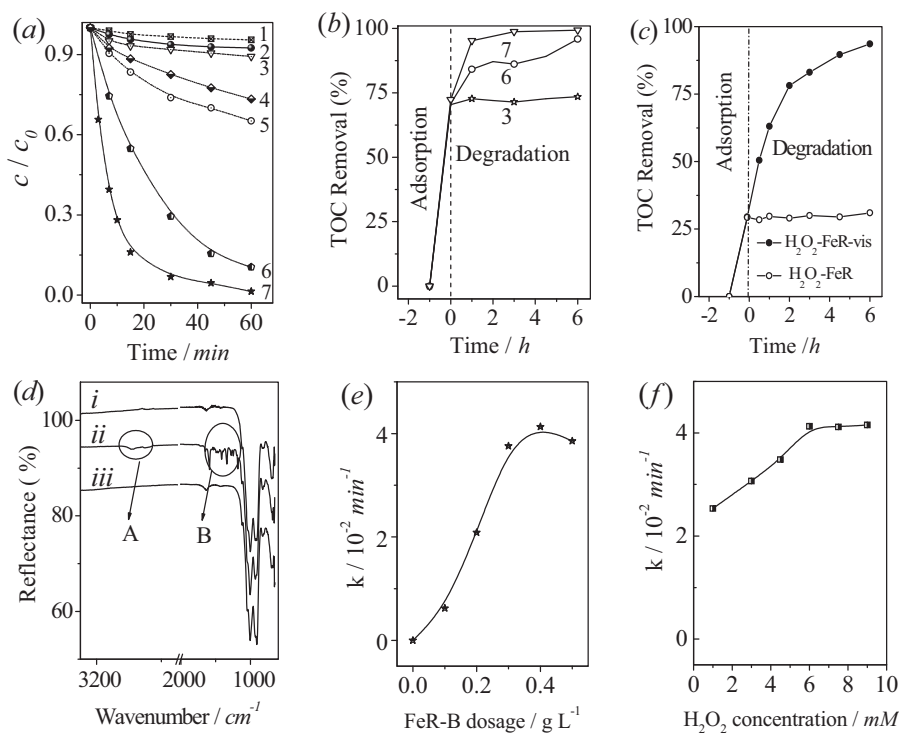 (a)
c / c0
0.9
0.6
0.3
0.0
1
2
3
4
5
6
7
0 20 40 60
Time / min
(b)
TOC Removal (%)
100
75
50
25
0
Adsorption
Degradation
7
6
3
-2 0 2 4 6
Time / h
(c)
TOC Removal (%)
100
75
50
25
0
Adsorption
Degradation
H2O2-FeR-vis
H2O2-FeR
-2 0 2 4 6
Time /h
(d)
Reflectance ( %)
100
80
60
i
ii
iii
A B
3200 2000 1000
Wavenumber / cm-1
(e)
k / 10-2 min-1
4
2
0
0.0 0.2 0.4
FeR-B dosage / g L-1
(f)
k / 10-2 min-1
4
2
0
0 2 4 6 8 10
H2O2 concentration / mM